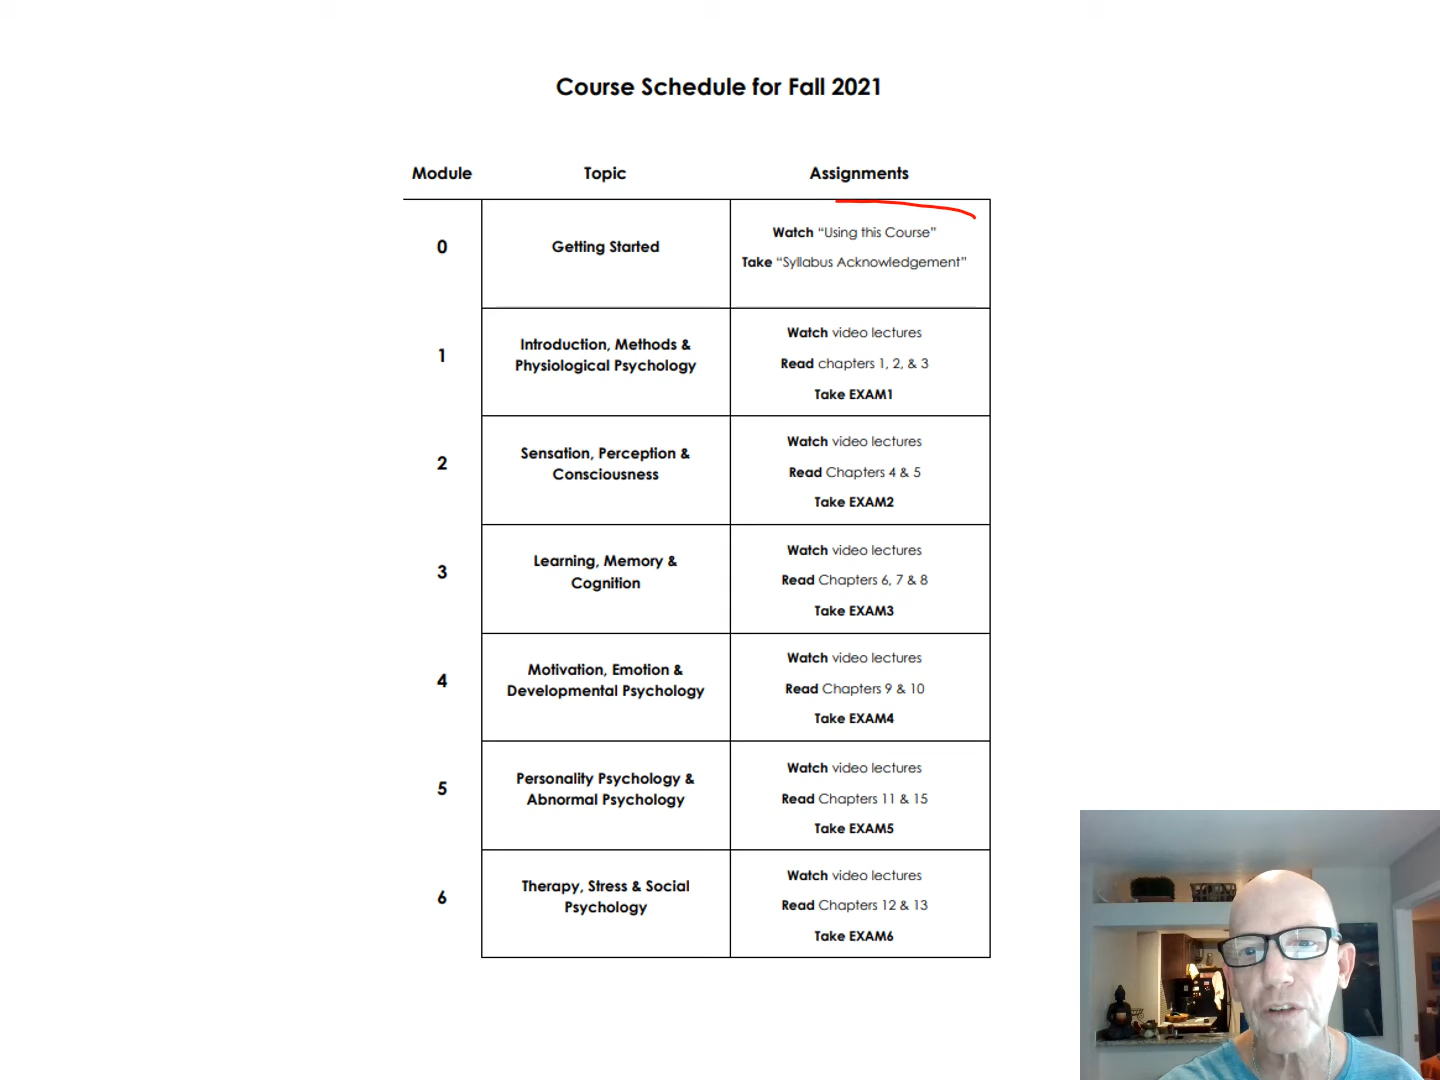 Course Schedule for Fall 2021
Module Topic Assignments
0
Getting Started
Watch “Using this Course”
Take “Syllabus Acknowledgement”
1
Introduction, Methods &
Physiological Psychology
Watch video lectures
Read chapters 1, 2, & 3
Take EXAM1
2
Sensation, Perception &
Consciousness
Watch video lectures
Read Chapters 4 & 5
Take EXAM2
3
Learning, Memory &
Cognition
Watch video lectures
Read Chapters 6, 7 & 8
Take EXAM3
4
Motivation, Emotion &
Developmental Psychology
Watch video lectures
Read Chapters 9 & 10
Take EXAM4
5
Personality Psychology &
Abnormal Psychology
Watch video lectures
Read Chapters 11 & 15
Take EXAM5
6
Therapy, Stress & Social
Psychology
Watch video lectures
Read Chapters 12 & 13
Take EXAM6